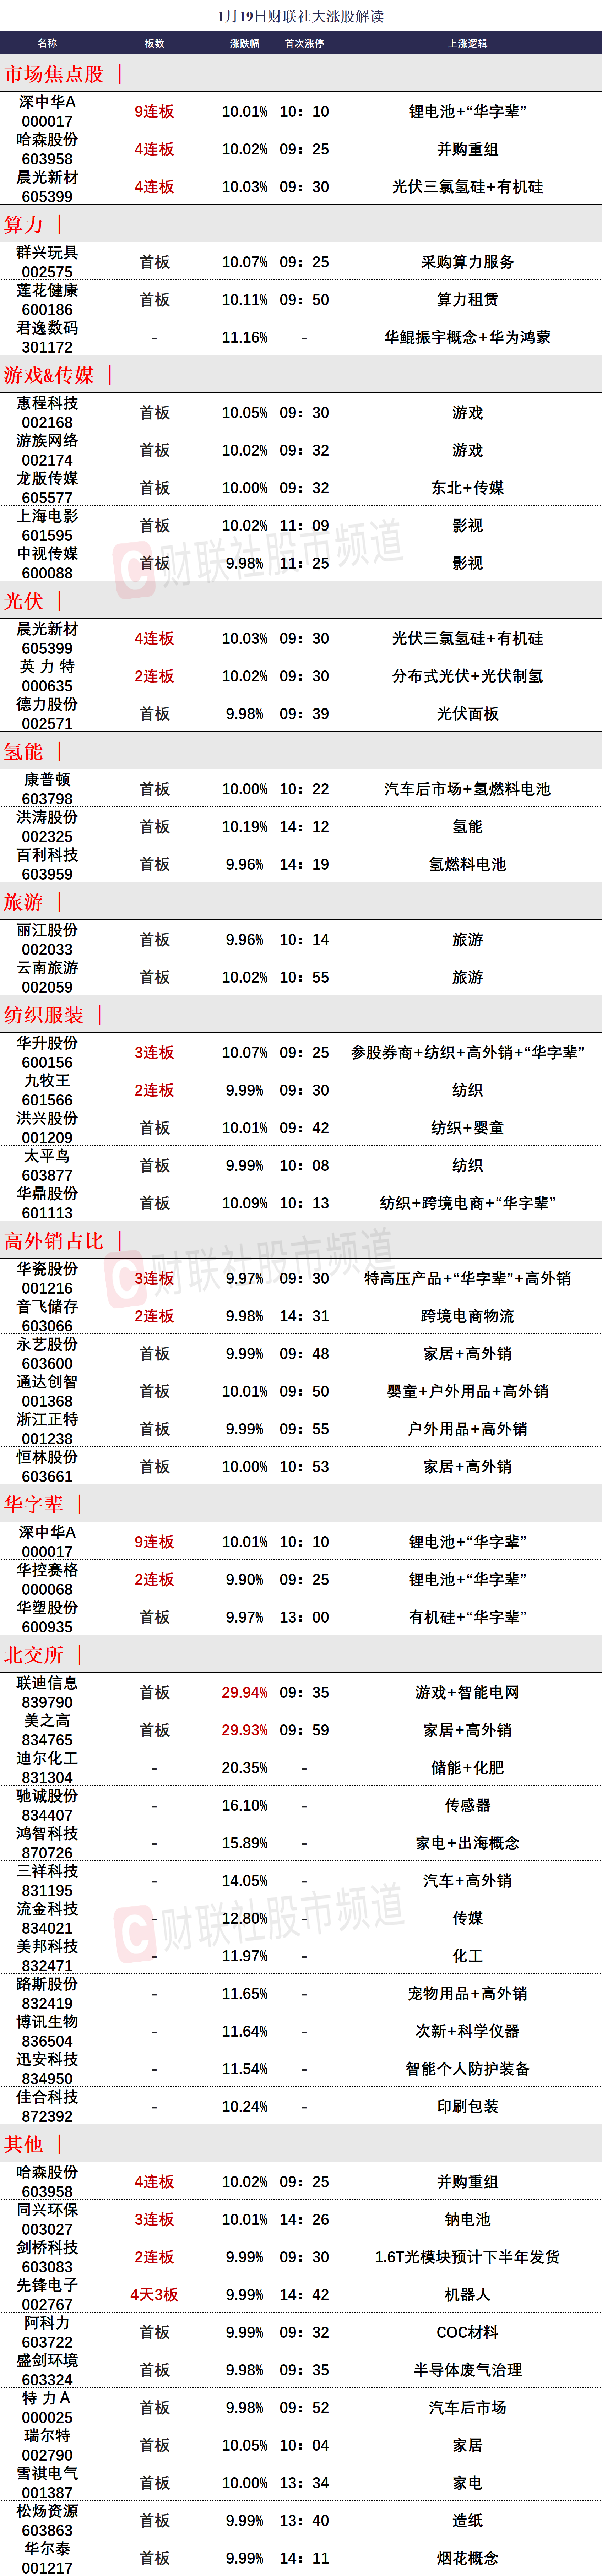 1月19日财联社大涨股解读
名称 板数 涨跌幅 首次涨停 上涨逻辑
市场焦点股 |
深中华A
000017 9连板 10.01% 10：10 锂电池+“华字辈”
哈森股份
603958 4连板 10.02% 09：25 并购重组
晨光新材
605399 4连板 10.03% 09：30 光伏三氯氢硅+有机硅
算力 |
群兴玩具
002575 首板 10.07% 09：25 采购算力服务
莲花健康
600186 首板 10.11% 09：50 算力租赁
君逸数码
301172 - 11.16% - 华鲲振宇概念+华为鸿蒙
游戏&传媒 |
惠程科技
002168 首板 10.05% 09：30 游戏
游族网络
002174 首板 10.02% 09：32 游戏
龙版传媒
605577 首板 10.00% 09：32 东北+传媒
上海电影
601595 首板 10.02% 11：09 影视
中视传媒
600088 首板 9.98% 11：25 影视
财联社股市频道
光伏 |
晨光新材
605399 4连板 10.03% 09：30 光伏三氯氢硅+有机硅
英 力 特
000635 2连板 10.02% 09：30 分布式光伏+光伏制氢
德力股份
002571 首板 9.98% 09：39 光伏面板
氢能 |
康普顿
603798 首板 10.00% 10：22 汽车后市场+氢燃料电池
洪涛股份
002325 首板 10.19% 14：12 氢能
百利科技
603959 首板 9.96% 14：19 氢燃料电池
旅游 |
丽江股份
002033 首板 9.96% 10：14 旅游
云南旅游
002059 首板 10.02% 10：55 旅游
纺织服装 |
华升股份
600156 3连板 10.07% 09：25 参股券商+纺织+高外销+“华字辈”
九牧王
601566 2连板 9.99% 09：30 纺织
洪兴股份
001209 首板 10.01% 09：42 纺织+婴童
太平鸟
603877 首板 9.99% 10：08 纺织
华鼎股份
601113 首板 10.09% 10：13 纺织+跨境电商+“华字辈”
高外销占比 |
财联社股市频道
华瓷股份
001216 3连板 9.97% 09：30 特高压产品+“华字辈”+高外销
音飞储存
603066 2连板 9.98% 14：31 跨境电商物流
永艺股份
603600 首板 9.99% 09：48 家居+高外销
通达创智
001368 首板 10.01% 09：50 婴童+户外用品+高外销
浙江正特
001238 首板 9.99% 09：55 户外用品+高外销
恒林股份
603661 首板 10.00% 10：53 家居+高外销
华字辈 |
深中华A
000017 9连板 10.01% 10：10 锂电池+“华字辈”
华控赛格
000068 2连板 9.90% 09：25 锂电池+“华字辈”
华塑股份
600935 首板 9.97% 13：00 有机硅+“华字辈”
北交所 |
联迪信息
839790 首板 29.94% 09：35 游戏+智能电网
美之高
834765 首板 29.93% 09：59 家居+高外销
迪尔化工
831304 - 20.35% - 储能+化肥
驰诚股份
834407 - 16.10% - 传感器
鸿智科技
870726 - 15.89% - 家电+出海概念
三祥科技
831195 - 14.05% - 汽车+高外销
流金科技
834021 - 12.80% - 传媒
财联社股市频道
美邦科技
832471 - 11.97% - 化工
路斯股份
832419 - 11.65% - 宠物用品+高外销
博讯生物
836504 - 11.64% - 次新+科学仪器
迅安科技
834950 - 11.54% - 智能个人防护装备
佳合科技
872392 - 10.24% - 印刷包装
其他 |
哈森股份
603958 4连板 10.02% 09：25 并购重组
同兴环保
003027 3连板 10.01% 14：26 钠电池
剑桥科技
603083 2连板 9.99% 09：30 1.6T光模块预计下半年发货
先锋电子
002767 4天3板 9.99% 14：42 机器人
阿科力
603722 首板 9.99% 09：32 COC材料
盛剑环境
603324 首板 9.98% 09：35 半导体废气治理
特 力Ａ
000025 首板 9.98% 09：52 汽车后市场
瑞尔特
002790 首板 10.05% 10：04 家居
雪祺电气
001387 首板 10.00% 13：34 家电
松炀资源
603863 首板 9.99% 13：40 造纸
华尔泰
001217 首板 9.99% 14：11 烟花概念